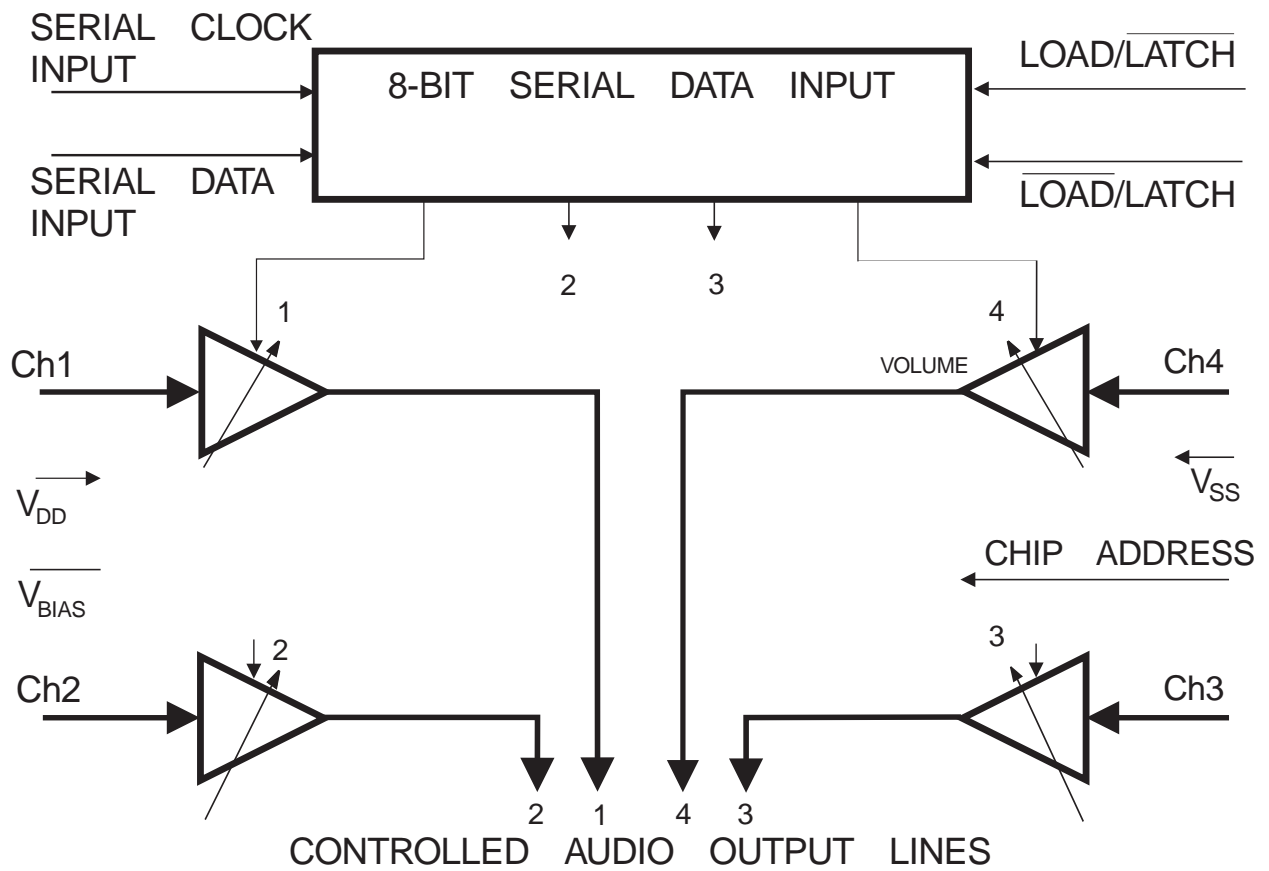 SERIAL CLOCK
INPUT
LOAD/LATCH
8-BIT SERIAL DATA INPUT
SERIAL DATA
INPUT
LOAD/LATCH
2
3
1
4
Ch1
VOLUME
Ch4
VDD
VSS
CHIP ADDRESS
VBIAS
2
3
Ch2
Ch3
2 1 4 3
CONTROLLED AUDIO OUTPUT LINES